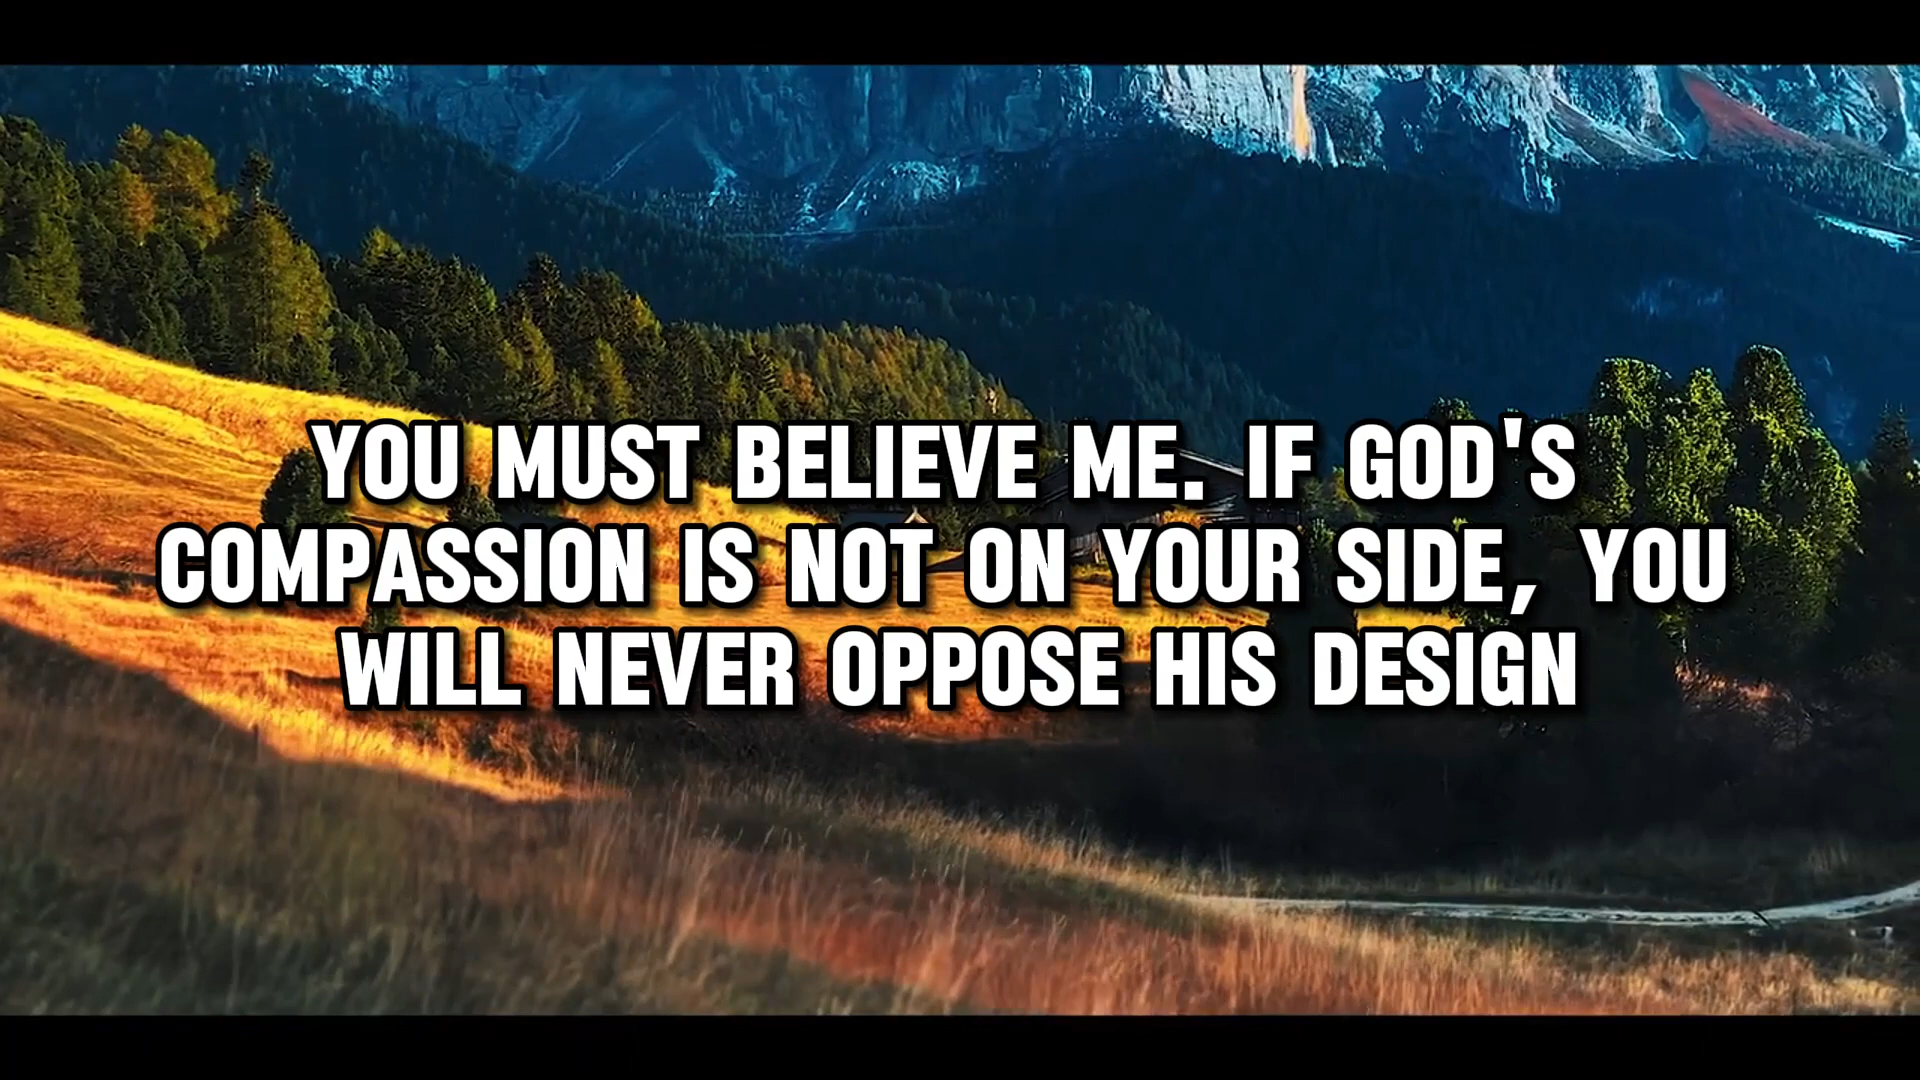 YOU MUST BELIEVE ME. IF GOD'S
COMPASSION IS NOT ON YOUR SIDE, YOU
WILL NEVER OPPOSE HIS DESIGN